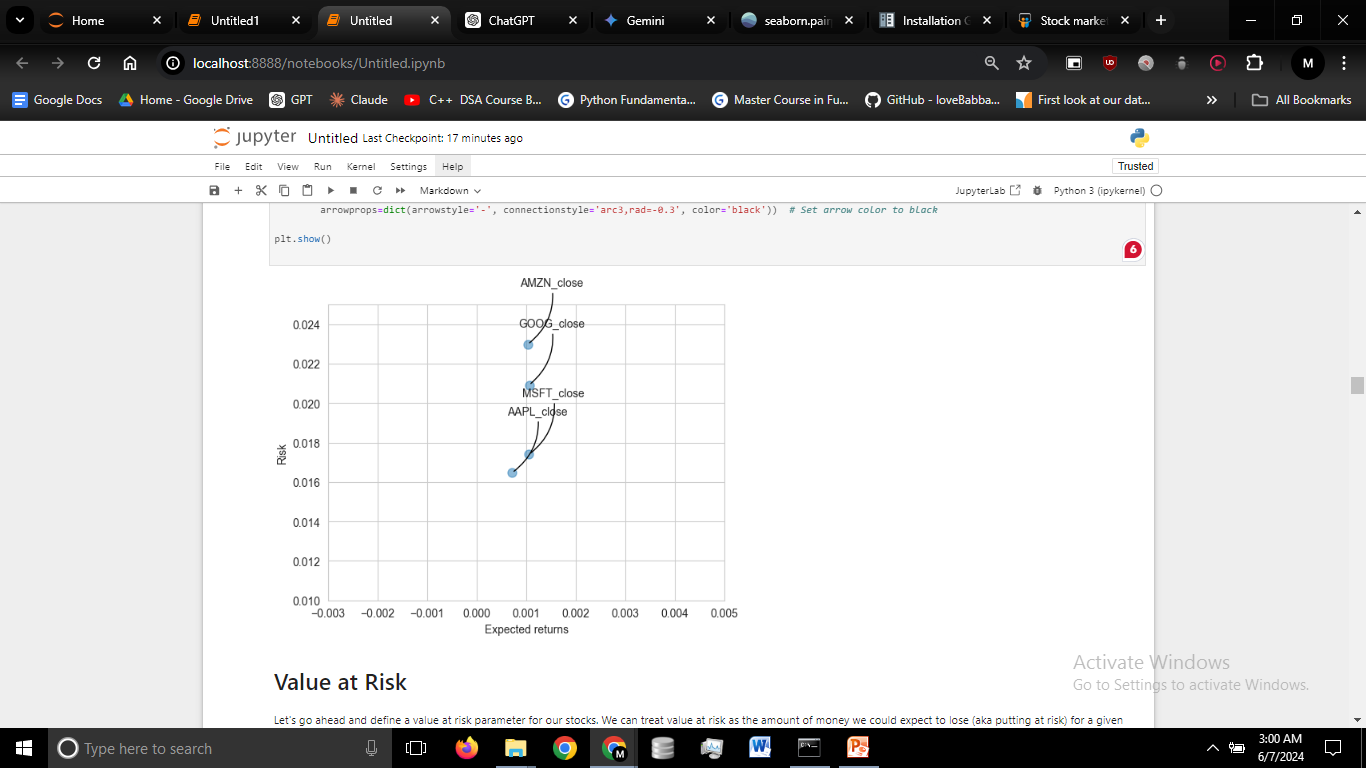 Home
Untitled1
Untitled
ChatGPT
Gemini
seaborn.pair
Installation G
Stock market
localhost:8888/notebooks/Untitled.ipynb
M
Google Docs
Home - Google Drive
GPT
Claude
C++ DSA Course B...
Python Fundamenta...
Master Course in Fu...
GitHub - loveBabba...
First look at our dat...
All Bookmarks
jupyter Untitled Last Checkpoint: 17 minutes ago
File Edit View Run Kernel Settings Help
Trusted
Markdown
JupyterLab
Python 3 (ipykernel)
arrowprops=dict(arrowstyle='-', connectionstyle='arc3,rad=-0.3', color='black')) # Set arrow color to black
plt.show()
6
AMZN_close
GOOG_close
MSFT_close
AAPL_close
0.024
0.022
0.020
0.018
0.016
0.014
0.012
0.010
Risk
−0.003 −0.002 −0.001 0.000 0.001 0.002 0.003 0.004 0.005
Expected returns
Value at Risk
Let's go ahead and define a value at risk parameter for our stocks. We can treat value at risk as the amount of money we could expect to lose (aka putting at risk) for a given
Activate Windows
Go to Settings to activate Windows.
Type here to search
3:00 AM
6/7/2024